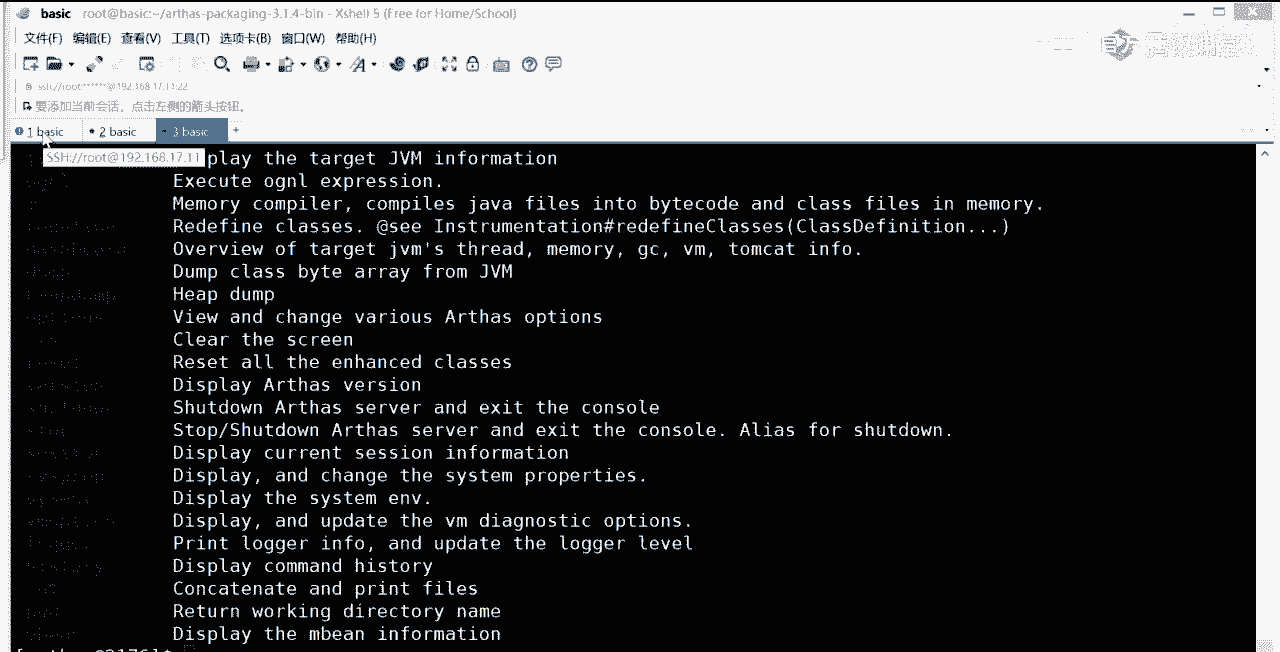 basic root@basic:~/arthas-packaging-3.1.4-bin - Xshell 5 (Free for Home/School)
文件(F) 编辑(E) 查看(V) 工具(T) 选项卡(B) 窗口(W) 帮助(H)
ssh://root:******@192.168.17.11:22
要添加当前会话，点击左侧的箭头按钮。
1 basic 2 basic 3 basic +
SSH://root@192.168.17.11
play the target JVM information
Execute ognl expression.
Memory compiler, compiles java files into bytecode and class files in memory.
Redefine classes. @see Instrumentation#redefineClasses(ClassDefinition...)
Overview of target jvm's thread, memory, gc, vm, tomcat info.
Dump class byte array from JVM
Heap dump
View and change various Arthas options
Clear the screen
Reset all the enhanced classes
Display Arthas version
Shutdown Arthas server and exit the console
Stop/Shutdown Arthas server and exit the console. Alias for shutdown.
Display current session information
Display, and change the system properties.
Display the system env.
Display, and update the vm diagnostic options.
Print logger info, and update the logger level
Display command history
Concatenate and print files
Return working directory name
Display the mbean information